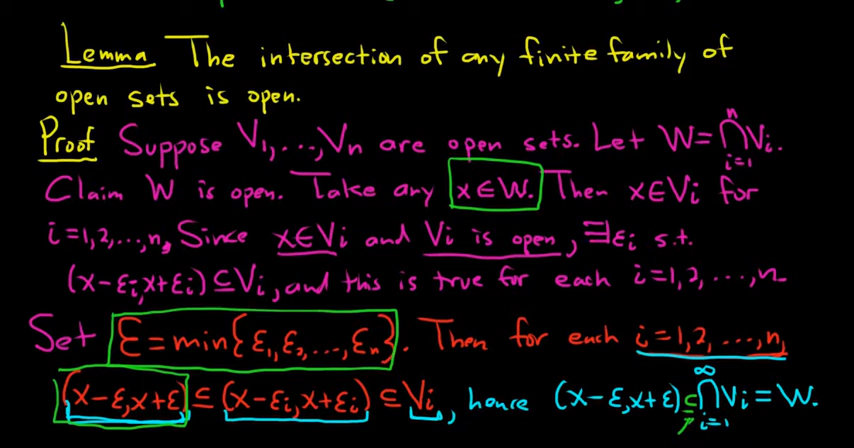 Lemma The intersection of any finite family of
open sets is open.
Proof Suppose V₁,...,Vₙ are open sets. Let W = ⋂ⁿᵢ₌₁ Vᵢ.
Claim W is open. Take any x∈W. Then x∈Vᵢ for
i=1,2,...,n, Since x∈Vᵢ and Vᵢ is open, ∃εᵢ s.t.
(x-εᵢ,x+εᵢ)⊆Vᵢ, and this is true for each i=1,2,...,n.
Set ε=min{ε₁,ε₂,...,εₙ}. Then for each i=1,2,...,n,
(x-ε,x+ε)⊆(x-εᵢ,x+εᵢ)⊆Vᵢ, hence (x-ε,x+ε)⊆⋂^∞ᵢ₌₁ Vᵢ=W.